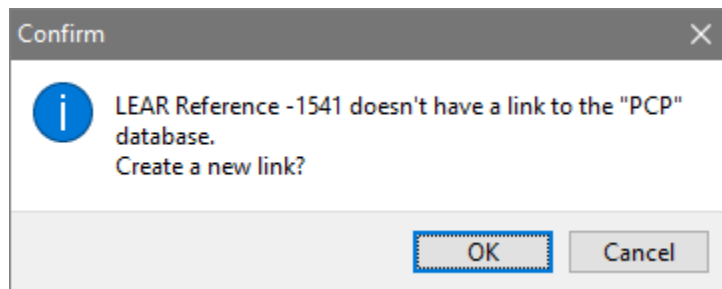 Confirm
LEAR Reference -1541 doesn't have a link to the "PCP"
database.
Create a new link?
OK
Cancel